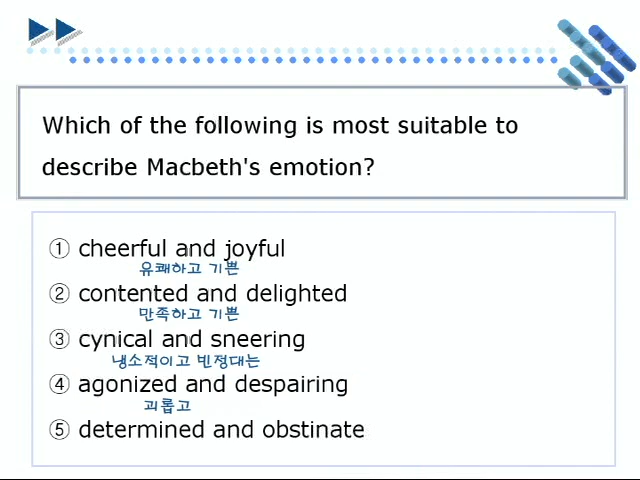 Which of the following is most suitable to
describe Macbeth's emotion?
① cheerful and joyful
유쾌하고 기쁜
② contented and delighted
만족하고 기쁜
③ cynical and sneering
냉소적이고 빈정대는
④ agonized and despairing
괴롭고
⑤ determined and obstinate